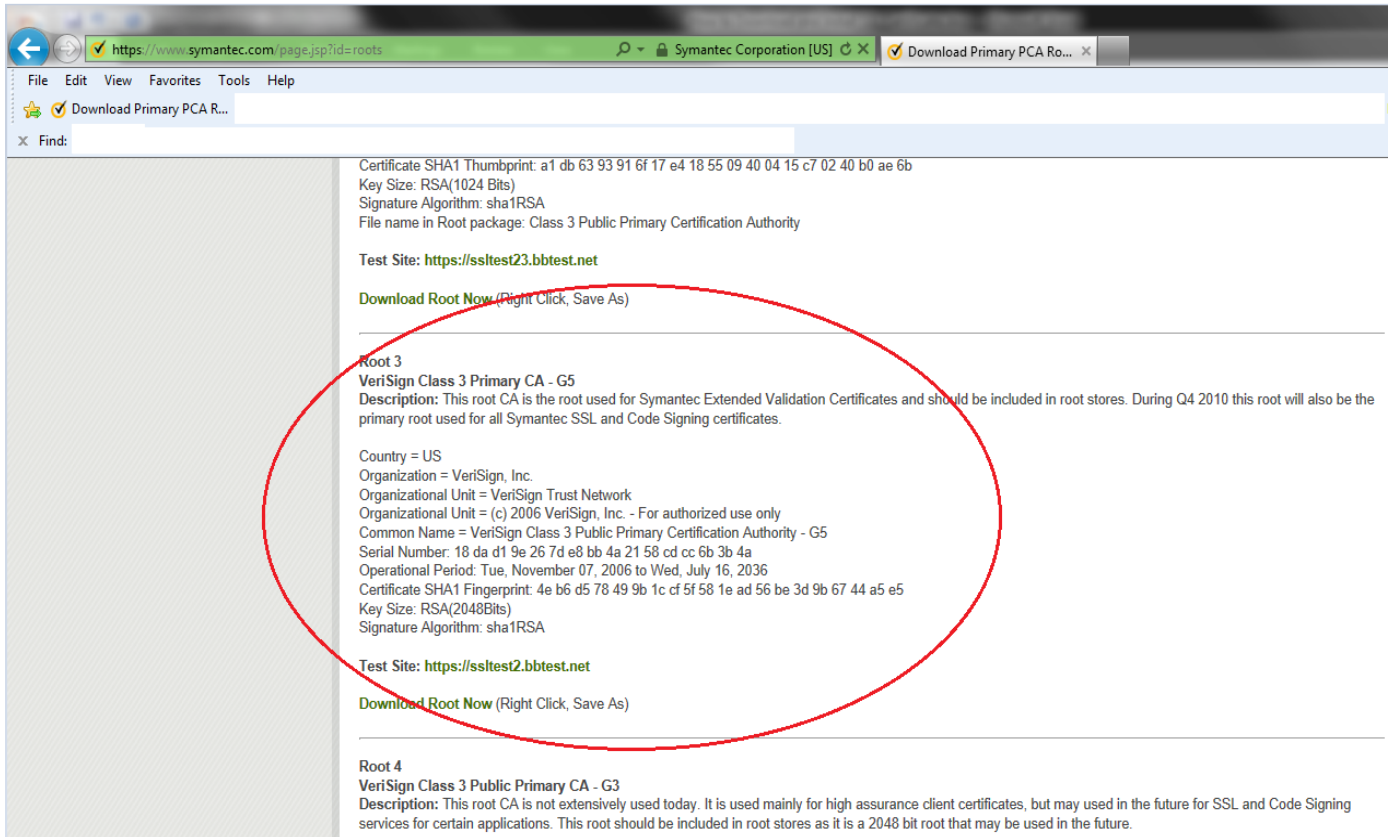 https://www.symantec.com/page.jsp?id=roots
Symantec Corporation [US]
Download Primary PCA Ro...
File Edit View Favorites Tools Help
Download Primary PCA R...
x Find:
Certificate SHA1 Thumbprint: a1 db 63 93 91 6f 17 e4 18 55 09 40 04 15 c7 02 40 b0 ae 6b
Key Size: RSA(1024 Bits)
Signature Algorithm: sha1RSA
File name in Root package: Class 3 Public Primary Certification Authority
Test Site: https://ssltest23.bbtest.net
Download Root Now (Right Click, Save As)
Root 3
VeriSign Class 3 Primary CA - G5
Description: This root CA is the root used for Symantec Extended Validation Certificates and should be included in root stores. During Q4 2010 this root will also be the
primary root used for all Symantec SSL and Code Signing certificates.
Country = US
Organization = VeriSign, Inc.
Organizational Unit = VeriSign Trust Network
Organizational Unit = (c) 2006 VeriSign, Inc. - For authorized use only
Common Name = VeriSign Class 3 Public Primary Certification Authority - G5
Serial Number: 18 da d1 9e 26 7d e8 bb 4a 21 58 cd cc 6b 3b 4a
Operational Period: Tue, November 07, 2006 to Wed, July 16, 2036
Certificate SHA1 Fingerprint: 4e b6 d5 78 49 9b 1c cf 5f 58 1e ad 56 be 3d 9b 67 44 a5 e5
Key Size: RSA(2048Bits)
Signature Algorithm: sha1RSA
Test Site: https://ssltest2.bbtest.net
Download Root Now (Right Click, Save As)
Root 4
VeriSign Class 3 Public Primary CA - G3
Description: This root CA is not extensively used today. It is used mainly for high assurance client certificates, but may used in the future for SSL and Code Signing
services for certain applications. This root should be included in root stores as it is a 2048 bit root that may be used in the future.